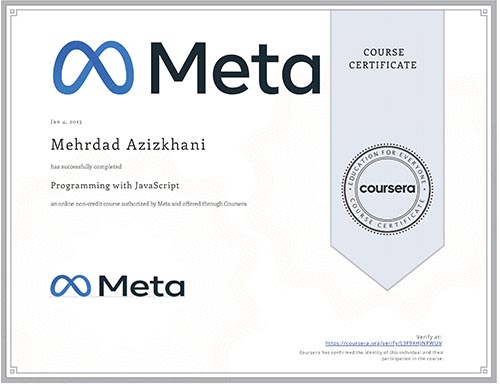 Meta
COURSE
CERTIFICATE
Jan 4, 2023
Mehrdad Azizkhani
has successfully completed
Programming with JavaScript
an online non-credit course authorized by Meta and offered through Coursera
EDUCATION FOR EVERYONE
coursera
COURSE CERTIFICATE
Meta
Verify at:
Coursera has confirmed the identity of this individual and their
participation in the course.